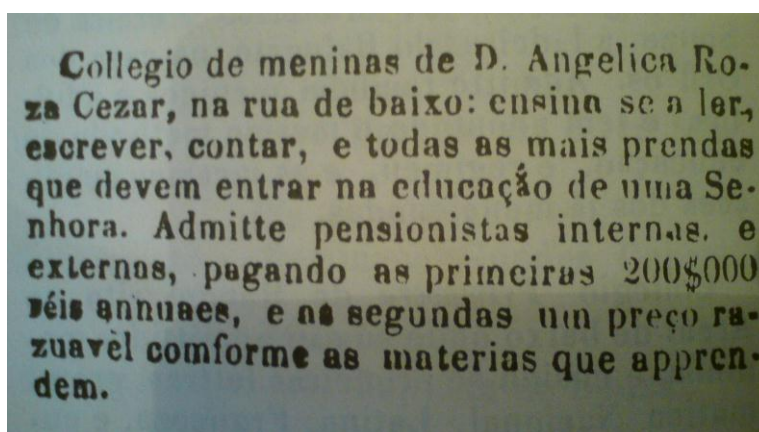 Collegio de meninas de D. Angelica Ro-
za Cezar, na rua de baixo: ensina se a ler,
escrever, contar, e todas as mais prendas
que devem entrar na educação de uma Se-
nhora. Admitte pensionistas internas, e
externas, pagando as primeiras 200$000
réis annuaes, e as segundas um preço ra-
zuavel comforme as materias que appren-
dem.